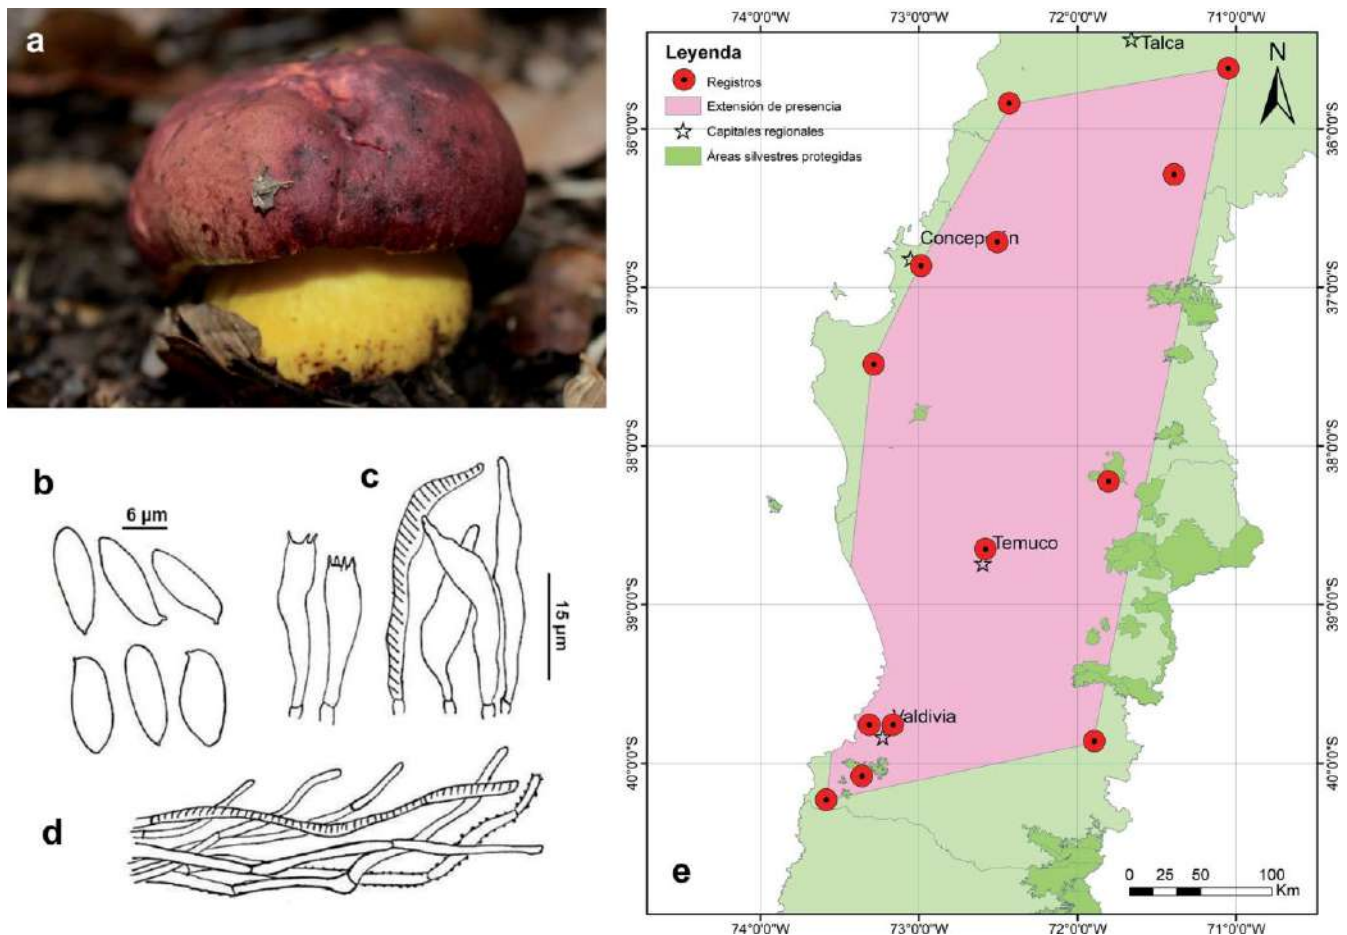 a
b
6 µm
c
15 µm
d
74°0'0"W 73°0'0"W 72°0'0"W 71°0'0"W
Leyenda
Registros
Extensión de presencia
Capitales regionales
Áreas silvestres protegidas
Talca
N
Concepción
Temuco
Valdivia
36°0'0"S
37°0'0"S
38°0'0"S
39°0'0"S
40°0'0"S
36°0'0"S
37°0'0"S
38°0'0"S
39°0'0"S
40°0'0"S
e
0 25 50 100
Km
74°0'0"W 73°0'0"W 72°0'0"W 71°0'0"W